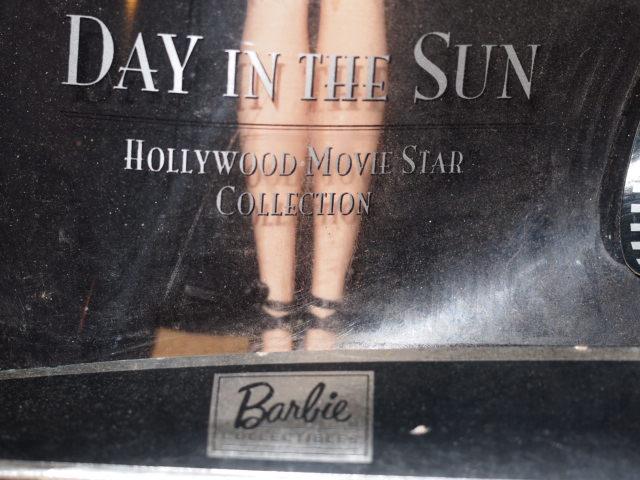 DAY IN THE SUN
HOLLYWOOD MOVIE STAR
COLLECTION
Barbie
COLLECTIBLES